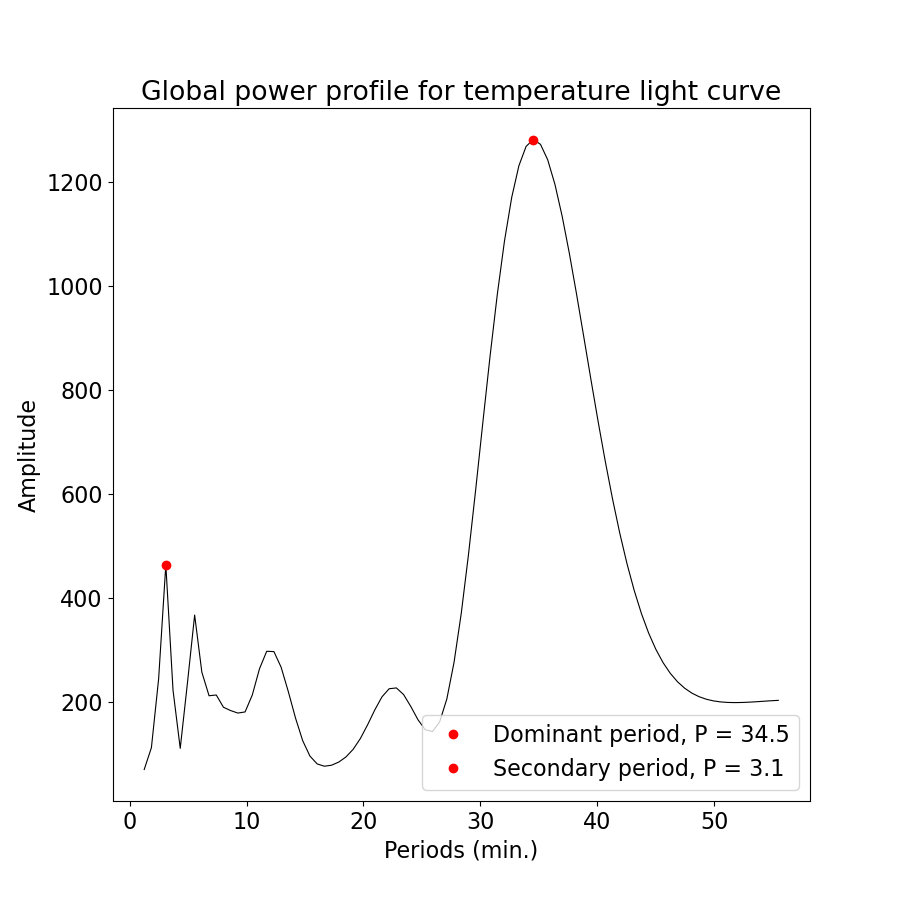 Global power profile for temperature light curve
Amplitude
1200
1000
800
600
400
200
0 10 20 30 40 50
Periods (min.)
Dominant period, P = 34.5
Secondary period, P = 3.1